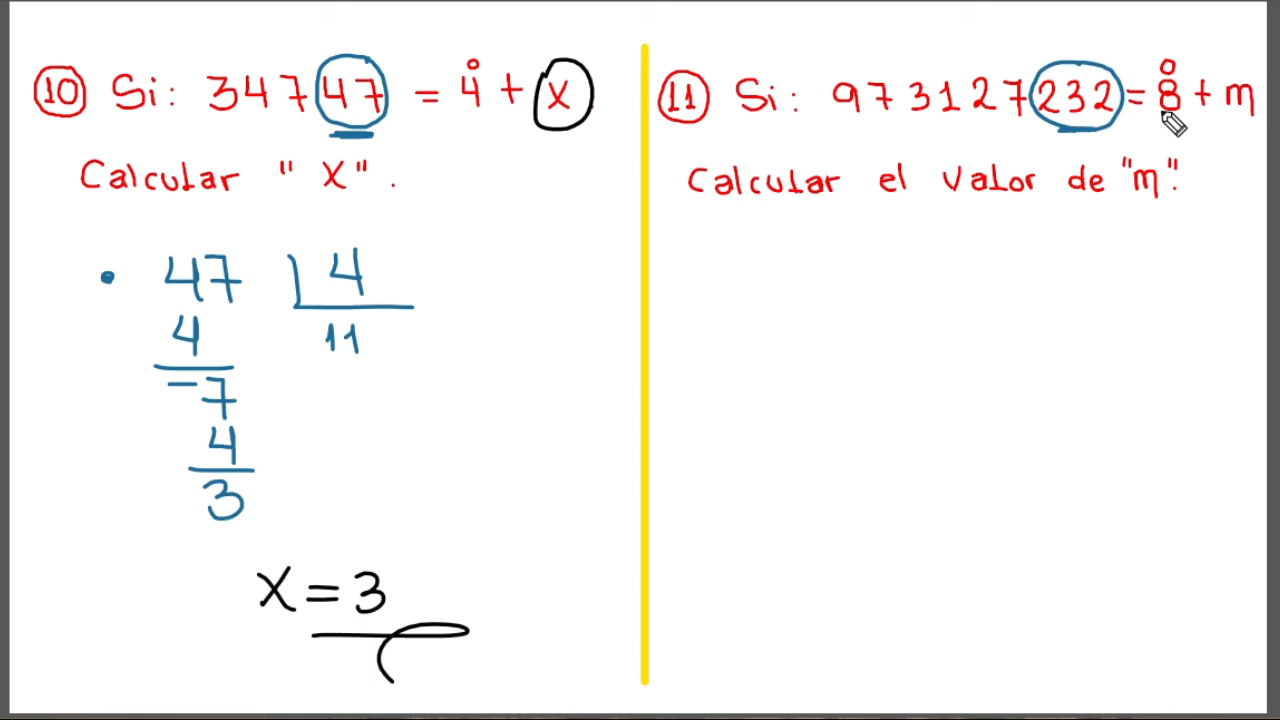 10 Si: 34747 = 4° + x
Calcular "X".
• 47 4
4 11
-7
4
3
X = 3
11 Si: 973127232 = 8° + m
Calcular el valor de "m".